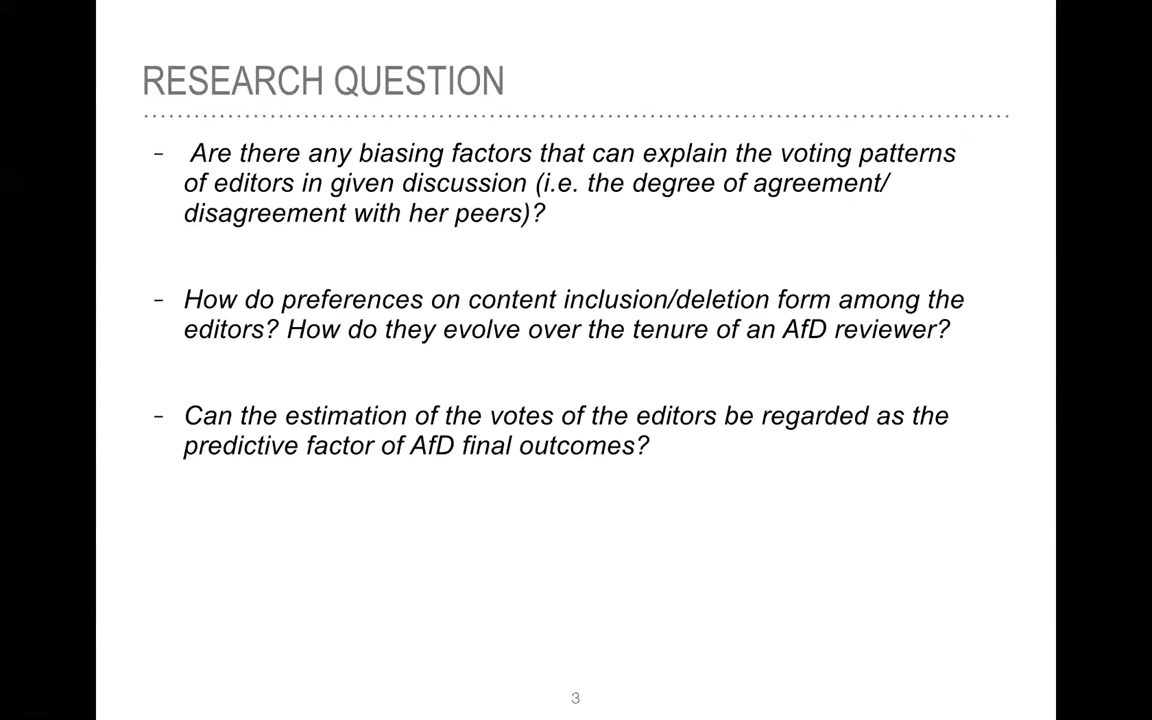 RESEARCH QUESTION
- Are there any biasing factors that can explain the voting patterns
of editors in given discussion (i.e. the degree of agreement/
disagreement with her peers)?
- How do preferences on content inclusion/deletion form among the
editors? How do they evolve over the tenure of an AfD reviewer?
- Can the estimation of the votes of the editors be regarded as the
predictive factor of AfD final outcomes?
3